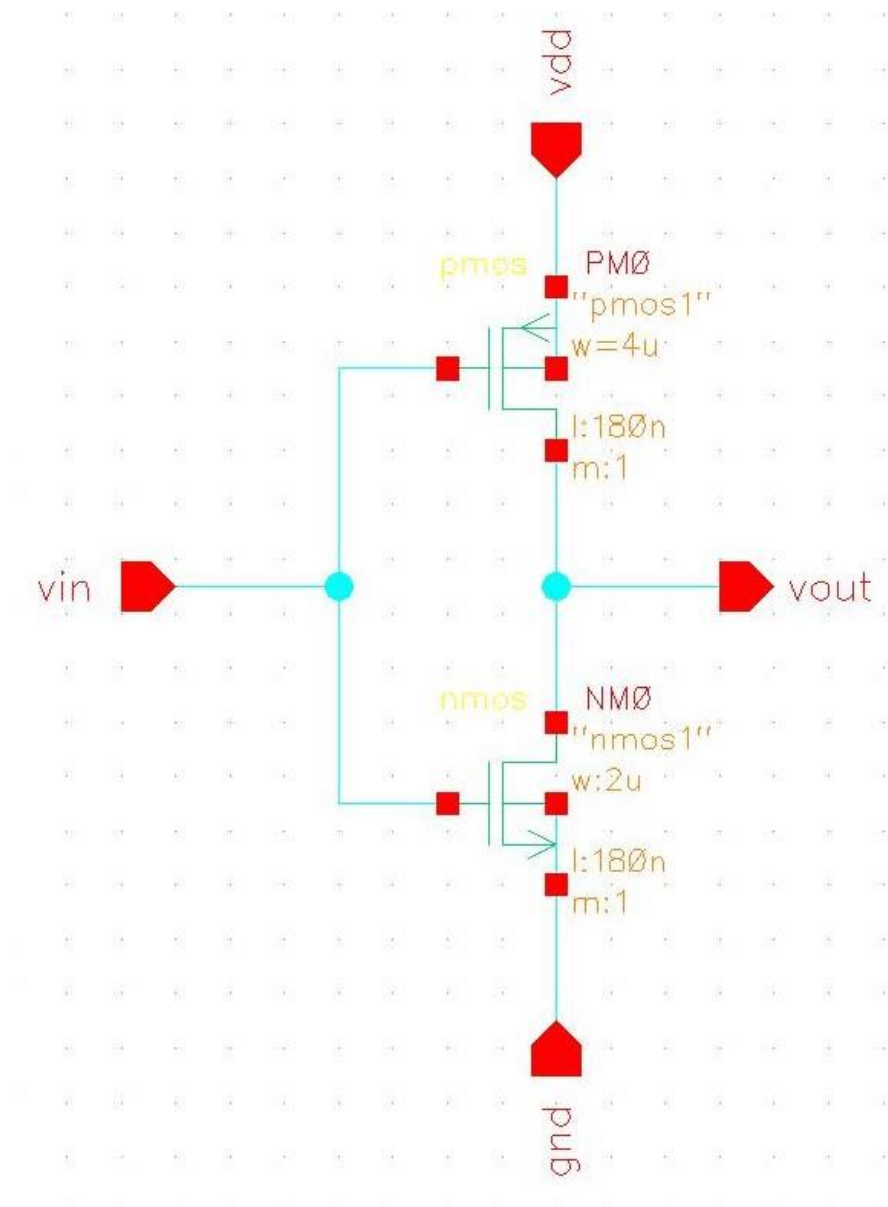 vdd
pmos
PMØ
"pmos1"
w=4u
l:18Øn
m:1
vin
vout
nmos
NMØ
"nmos1"
w:2u
l:18Øn
m:1
gnd